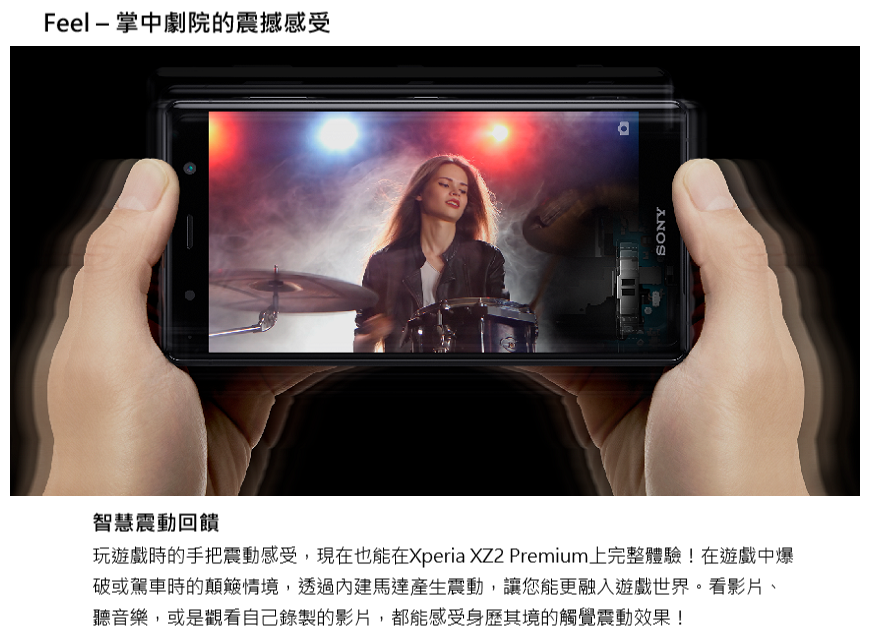 Feel – 掌中劇院的震撼感受
SONY
智慧震動回饋
玩遊戲時的手把震動感受，現在也能在Xperia XZ2 Premium上完整體驗！在遊戲中爆
破或駕車時的顛簸情境，透過內建馬達產生震動，讓您能更融入遊戲世界。看影片、
聽音樂，或是觀看自己錄製的影片，都能感受身歷其境的觸覺震動效果！